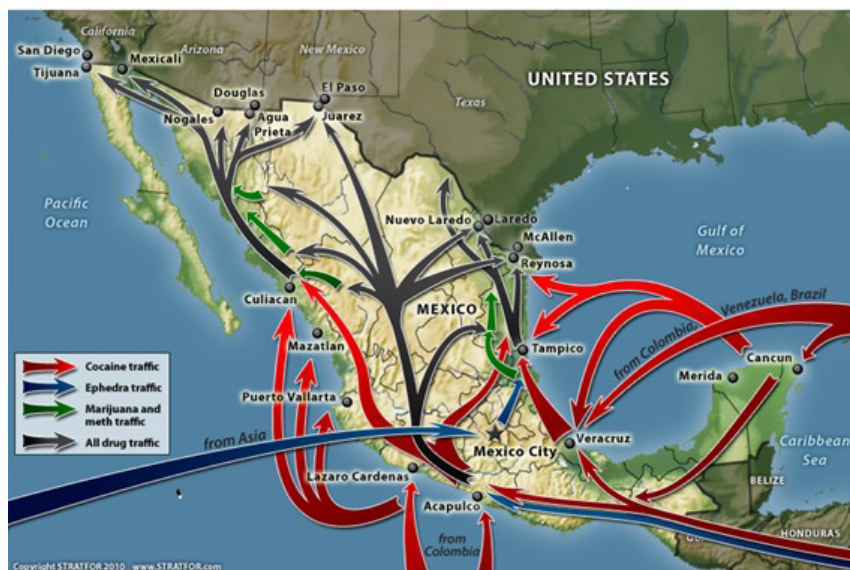 California
San Diego
Tijuana
Mexicali
Arizona
New Mexico
Douglas
El Paso
Nogales
Agua
Prieta
Juarez
Texas
UNITED STATES
Pacific
Ocean
Nuevo Laredo
Laredo
McAllen
Reynosa
Gulf of
Mexico
Culiacan
MEXICO
from Colombia, Venezuela, Brazil
Mazatlan
Tampico
Cancun
Merida
Cocaine traffic
Ephedra traffic
Marijuana and
meth traffic
All drug traffic
Puerto Vallarta
from Asia
Mexico City
Veracruz
Caribbean
Sea
Lazaro Cardenas
BELIZE
Acapulco
from
Colombia
HONDURAS
Copyright STRATFOR 2010 www.STRATFOR.com